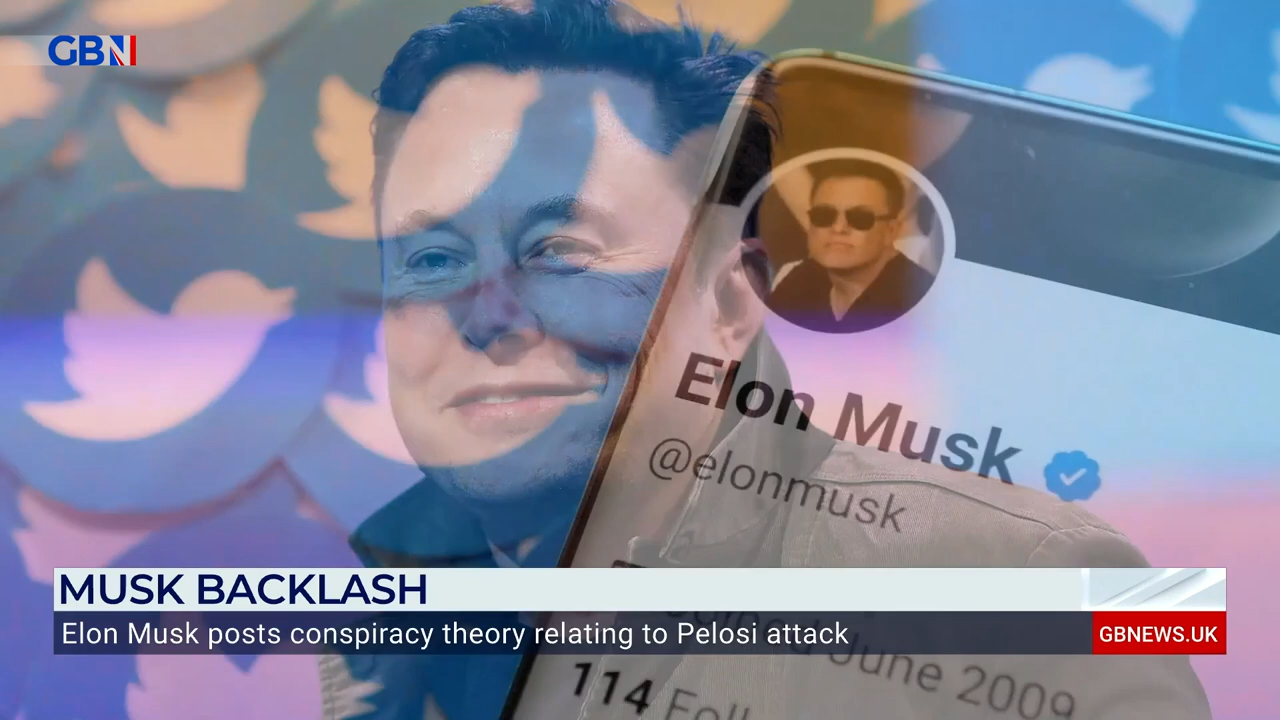 GBN
Elon Musk
@elonmusk
MUSK BACKLASH
Elon Musk posts conspiracy theory relating to Pelosi attack
GBNEWS.UK
June 2009
114